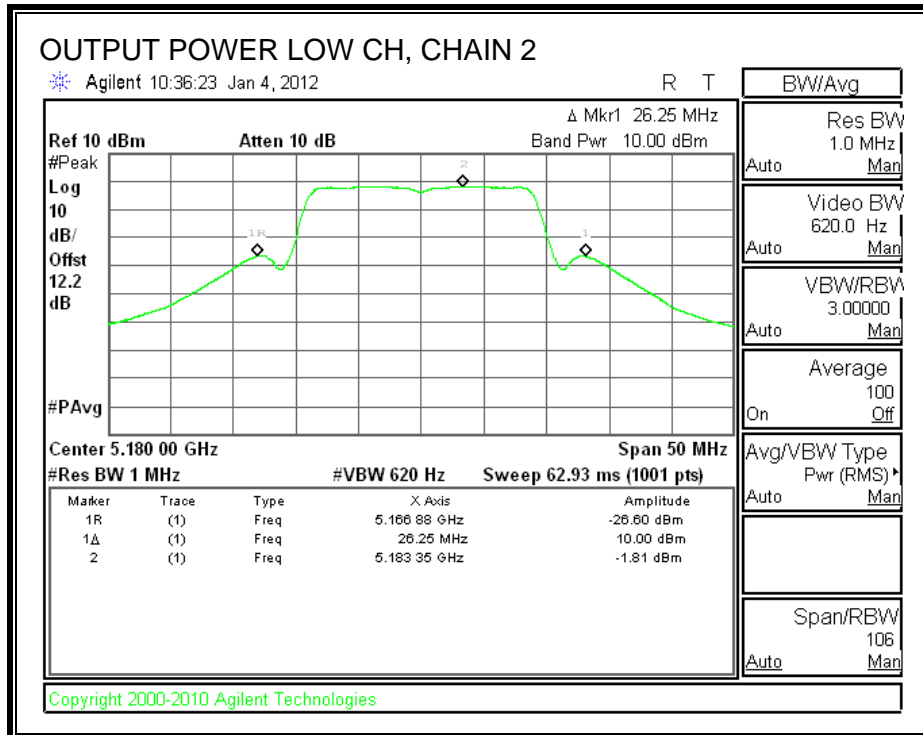 OUTPUT POWER LOW CH, CHAIN 2
Agilent 10:36:23 Jan 4, 2012 R T
BW/Avg
Δ Mkr1 26.25 MHz
Ref 10 dBm Atten 10 dB Band Pwr 10.00 dBm
#Peak
Log
10
dB/
Offst
12.2
dB
#PAvg
2
1R
1
Center 5.180 00 GHz Span 50 MHz
#Res BW 1 MHz #VBW 620 Hz Sweep 62.93 ms (1001 pts)
Marker Trace Type X Axis Amplitude
1R (1) Freq 5.166 88 GHz -26.60 dBm
1Δ (1) Freq 26.25 MHz 10.00 dBm
2 (1) Freq 5.183 35 GHz -1.81 dBm
Res BW
1.0 MHz
Auto Man
Video BW
620.0 Hz
Auto Man
VBW/RBW
3.00000
Auto Man
Average
100
On Off
Avg/VBW Type
Pwr (RMS)
Auto Man
Span/RBW
106
Auto Man
Copyright 2000-2010 Agilent Technologies